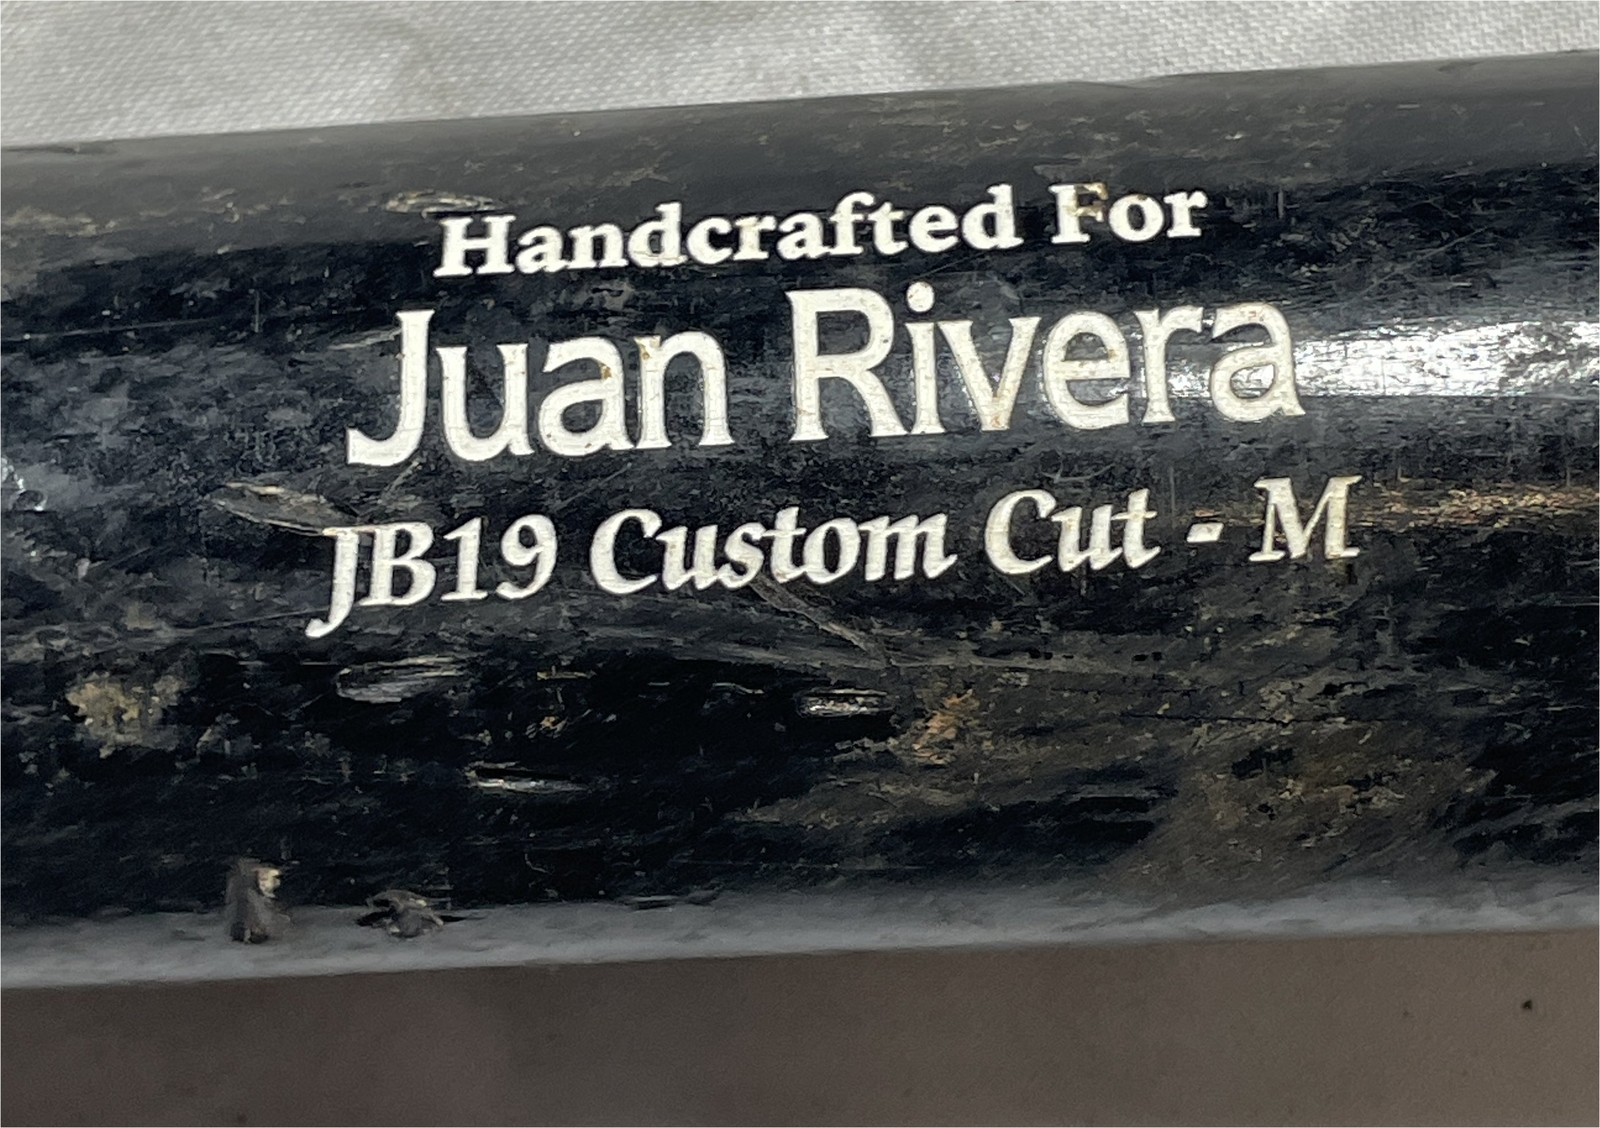 Handcrafted For
Juan Rivera
JB19 Custom Cut - M